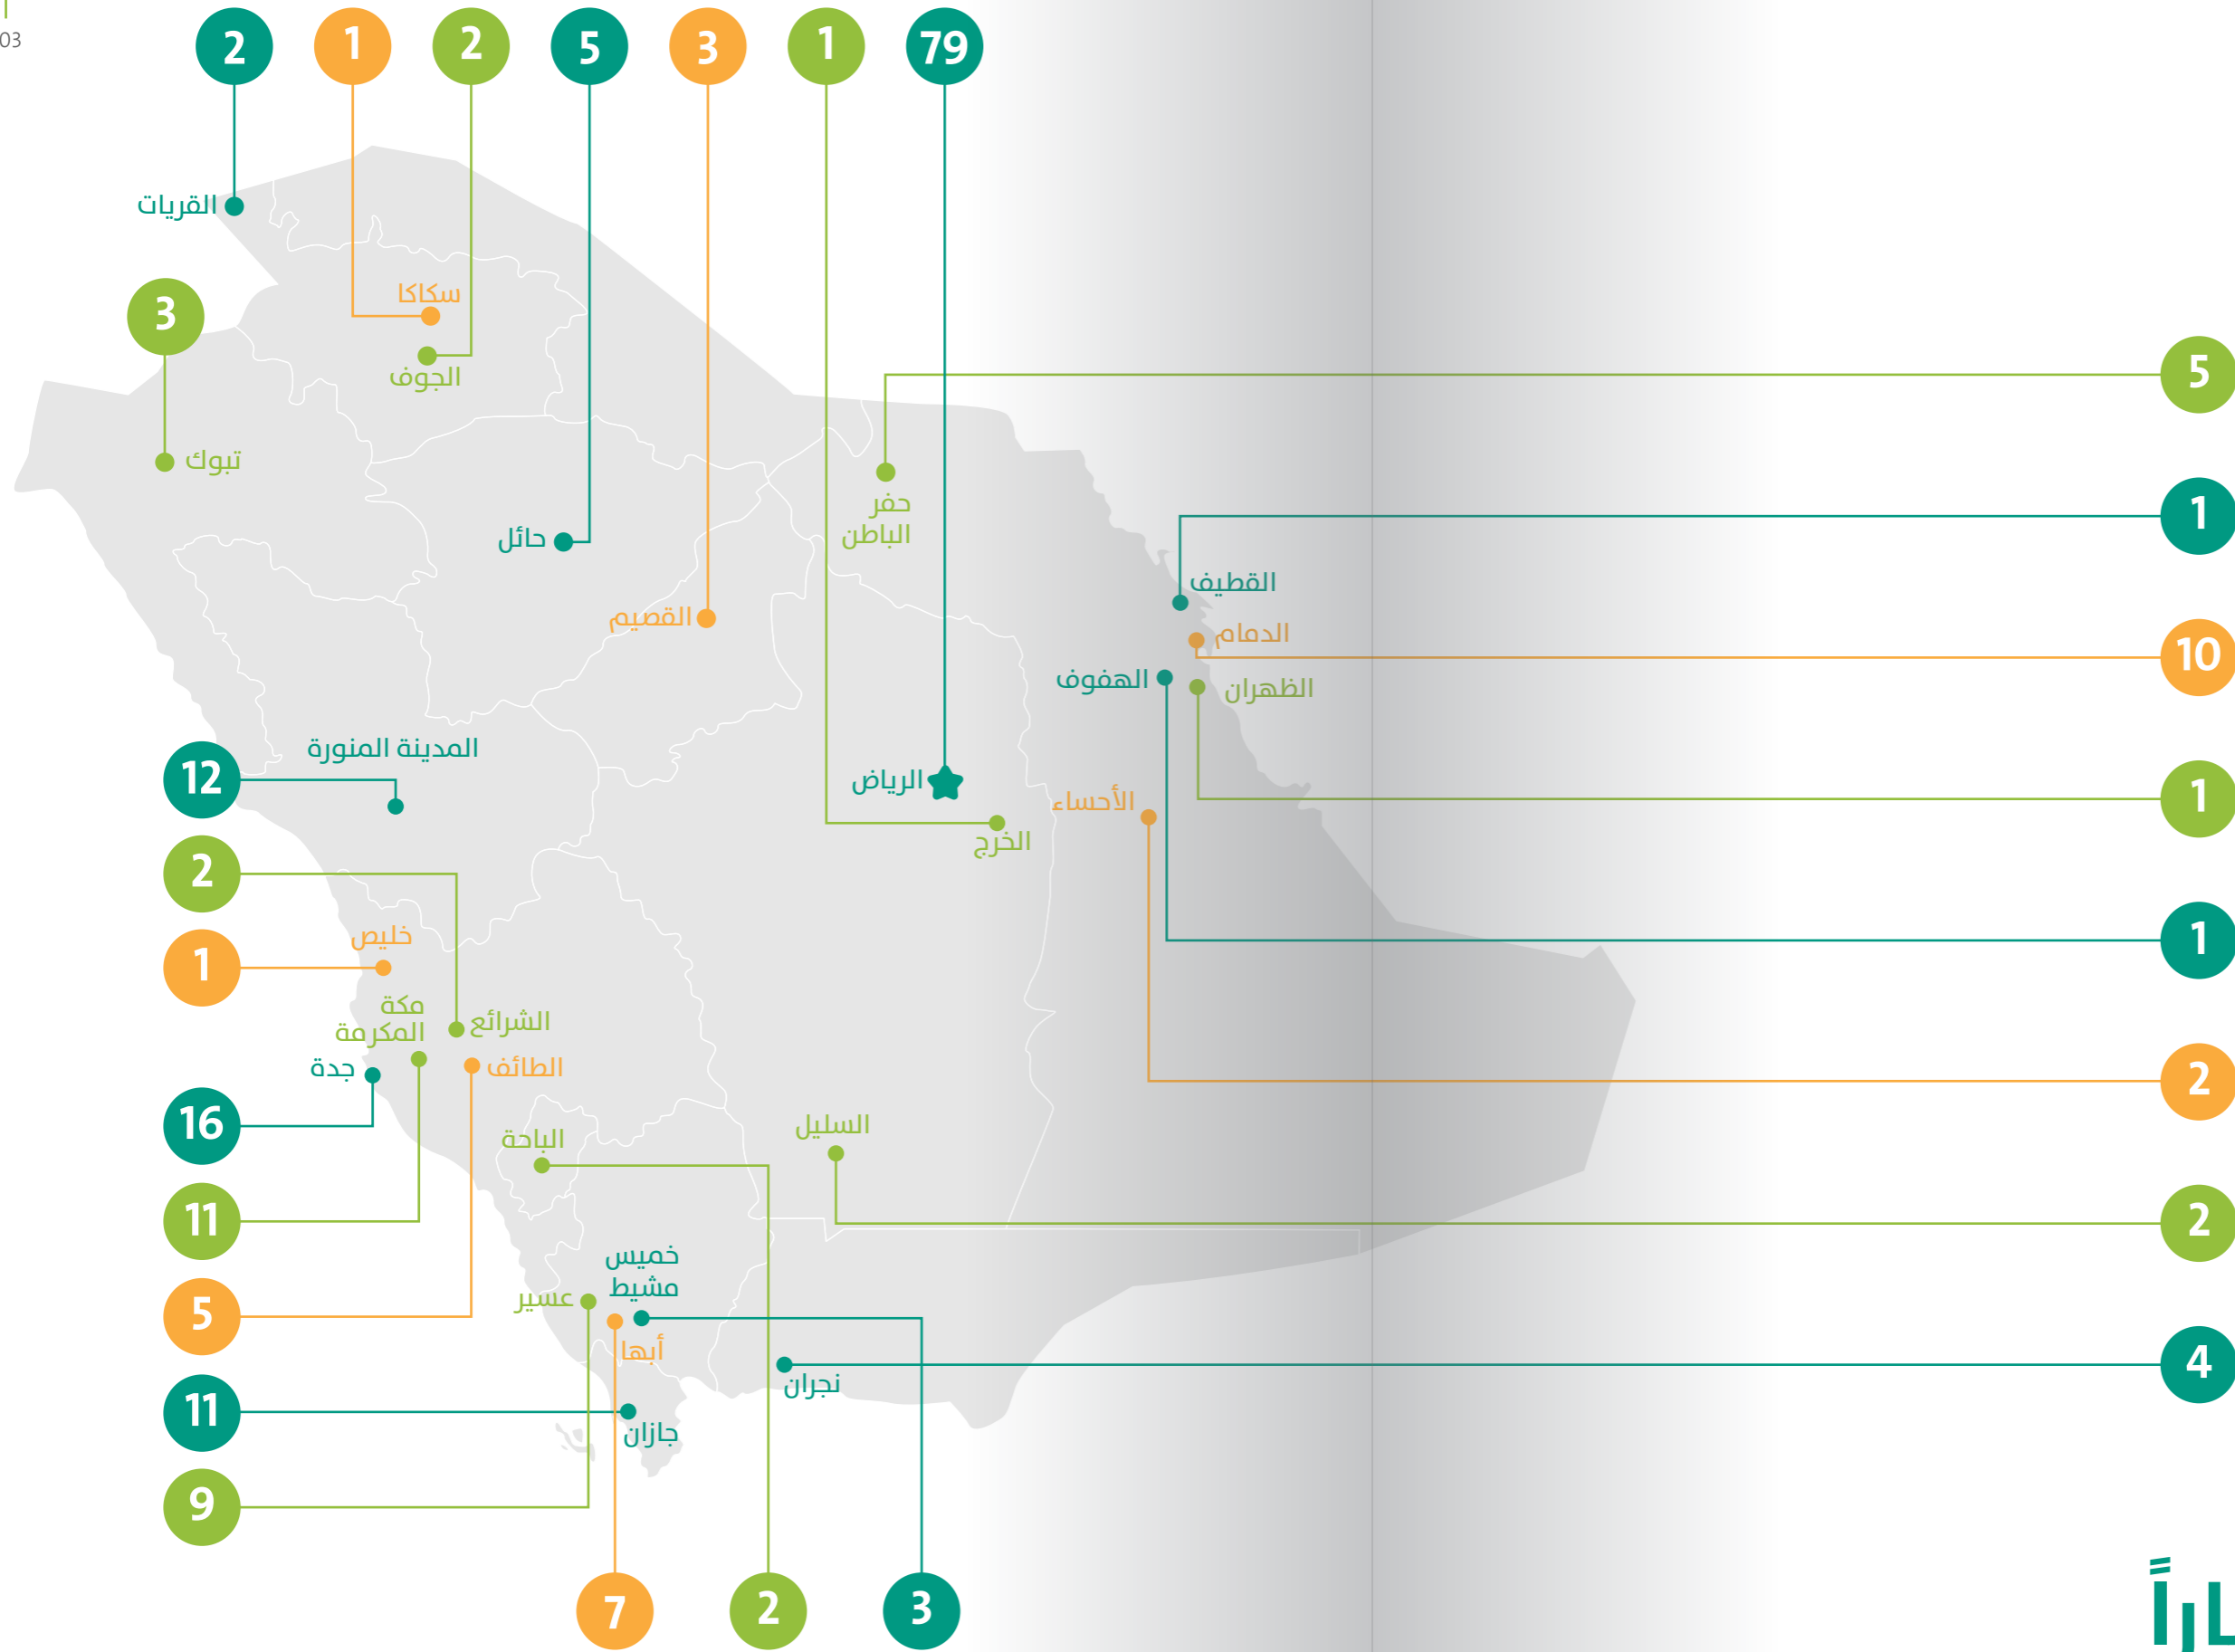 03
2
1
2
5
3
1
79
القريات
3
سكاكا
الجوف
5
تبوك
حفر
الباطن
1
حائل
القطيف
القصيم
الدمام
10
الهفوف
الظهران
المدينة المنورة
12
الرياض
الأحساء
1
الخرج
2
خليص
1
1
مكة
المكرمة
الشرائع
جدة
الطائف
2
16
السليل
الباحة
11
2
خميس
مشيط
عسير
5
أبها
4
نجران
11
جازان
9
7
2
3